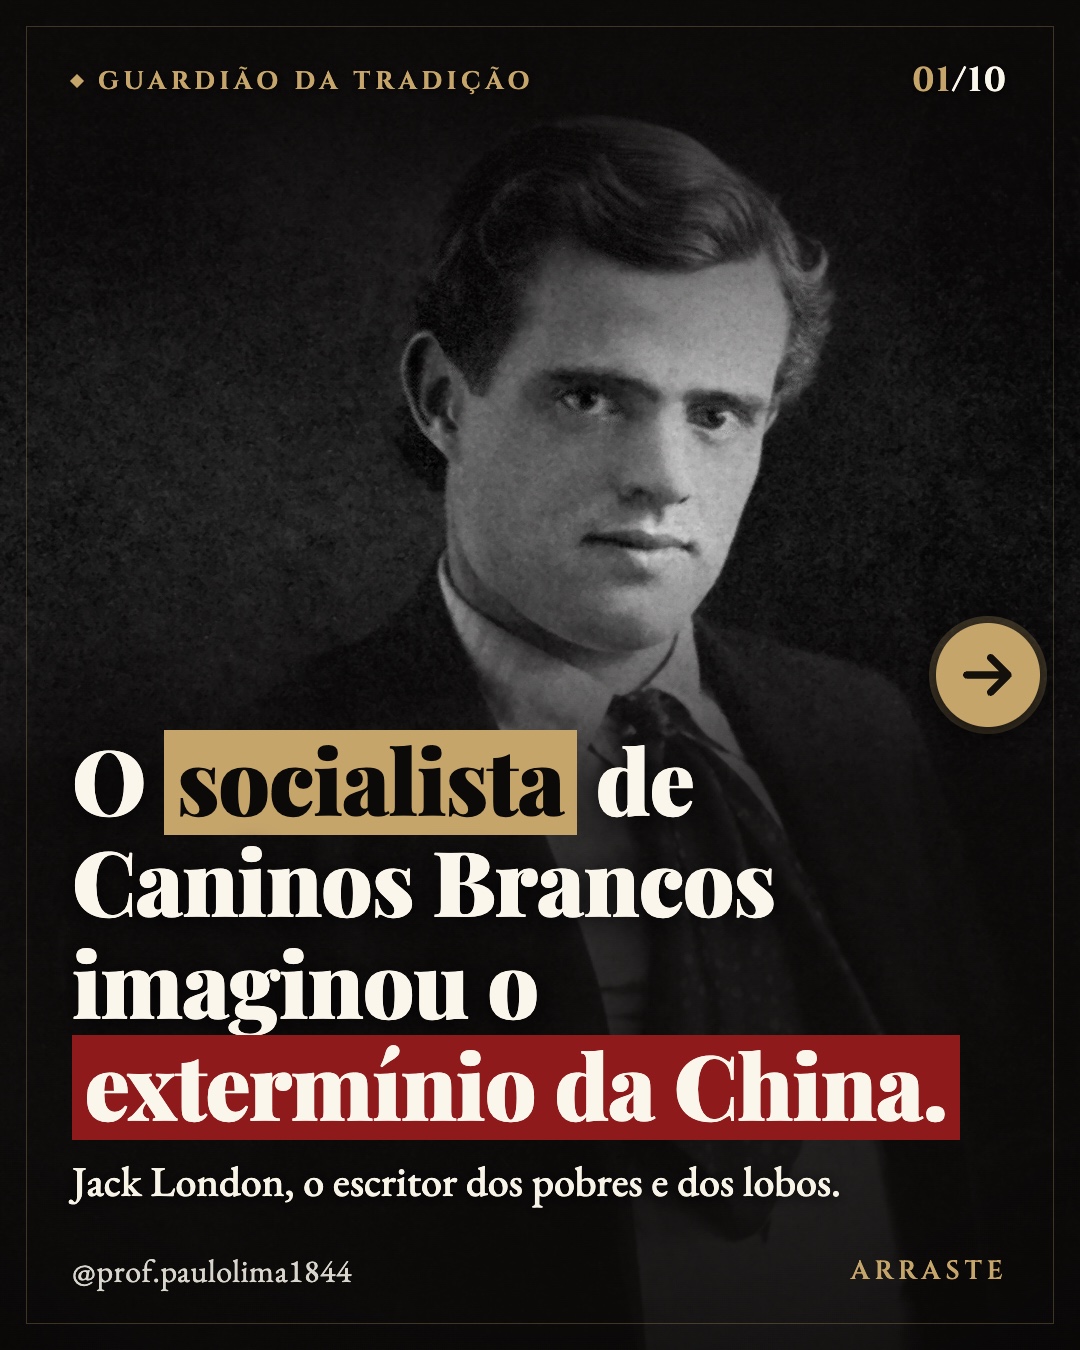 GUARDIÃO DA TRADIÇÃO
01/10
O socialista de
Caninos Brancos
imaginou o
extermínio da China.
Jack London, o escritor dos pobres e dos lobos.
@prof.paulolima1844
ARRASTE